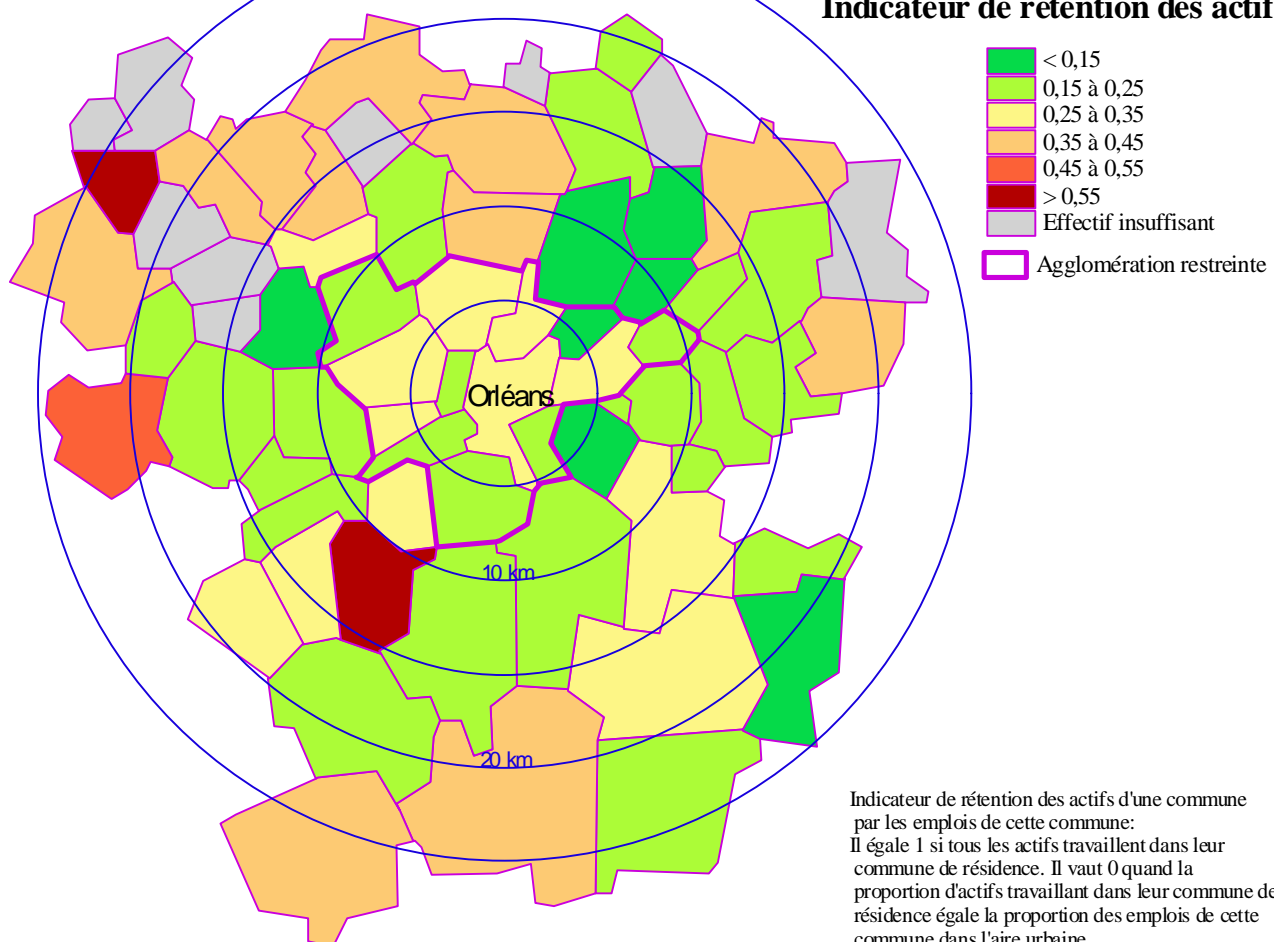 Indicateur de rétention des actif
< 0,15
0,15 à 0,25
0,25 à 0,35
0,35 à 0,45
0,45 à 0,55
> 0,55
Effectif insuffisant
Agglomération restreinte
Orléans
10 km
20 km
Indicateur de rétention des actifs d'une commune
par les emplois de cette commune:
Il égale 1 si tous les actifs travaillent dans leur
commune de résidence. Il vaut 0 quand la
proportion d'actifs travaillant dans leur commune de
résidence égale la proportion des emplois de cette
commune dans l'aire urbaine